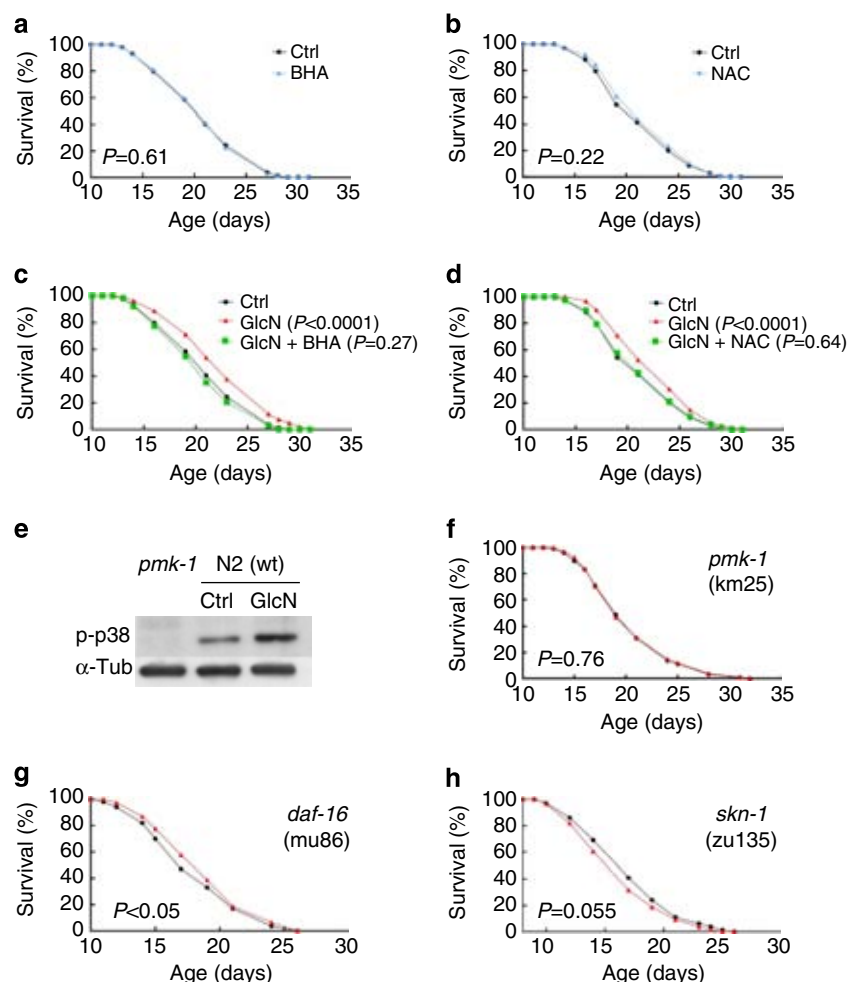 a
100
80
60
40
20
0
Survival (%)
Ctrl
BHA
P=0.61
10 15 20 25 30 35
Age (days)
b
100
80
60
40
20
0
Survival (%)
Ctrl
NAC
P=0.22
10 15 20 25 30 35
Age (days)
c
100
80
60
40
20
0
Survival (%)
Ctrl
GlcN (P<0.0001)
GlcN + BHA (P=0.27)
10 15 20 25 30 35
Age (days)
d
100
80
60
40
20
0
Survival (%)
Ctrl
GlcN (P<0.0001)
GlcN + NAC (P=0.64)
10 15 20 25 30 35
Age (days)
e
pmk-1 N2 (wt)
Ctrl GlcN
p-p38
α-Tub
f
100
80
60
40
20
0
Survival (%)
pmk-1
(km25)
P=0.76
10 15 20 25 30 35
Age (days)
g
100
80
60
40
20
0
Survival (%)
daf-16
(mu86)
P<0.05
10 15 20 25 30
Age (days)
h
100
80
60
40
20
0
Survival (%)
skn-1
(zu135)
P=0.055
10 15 20 25 30
Age (days)